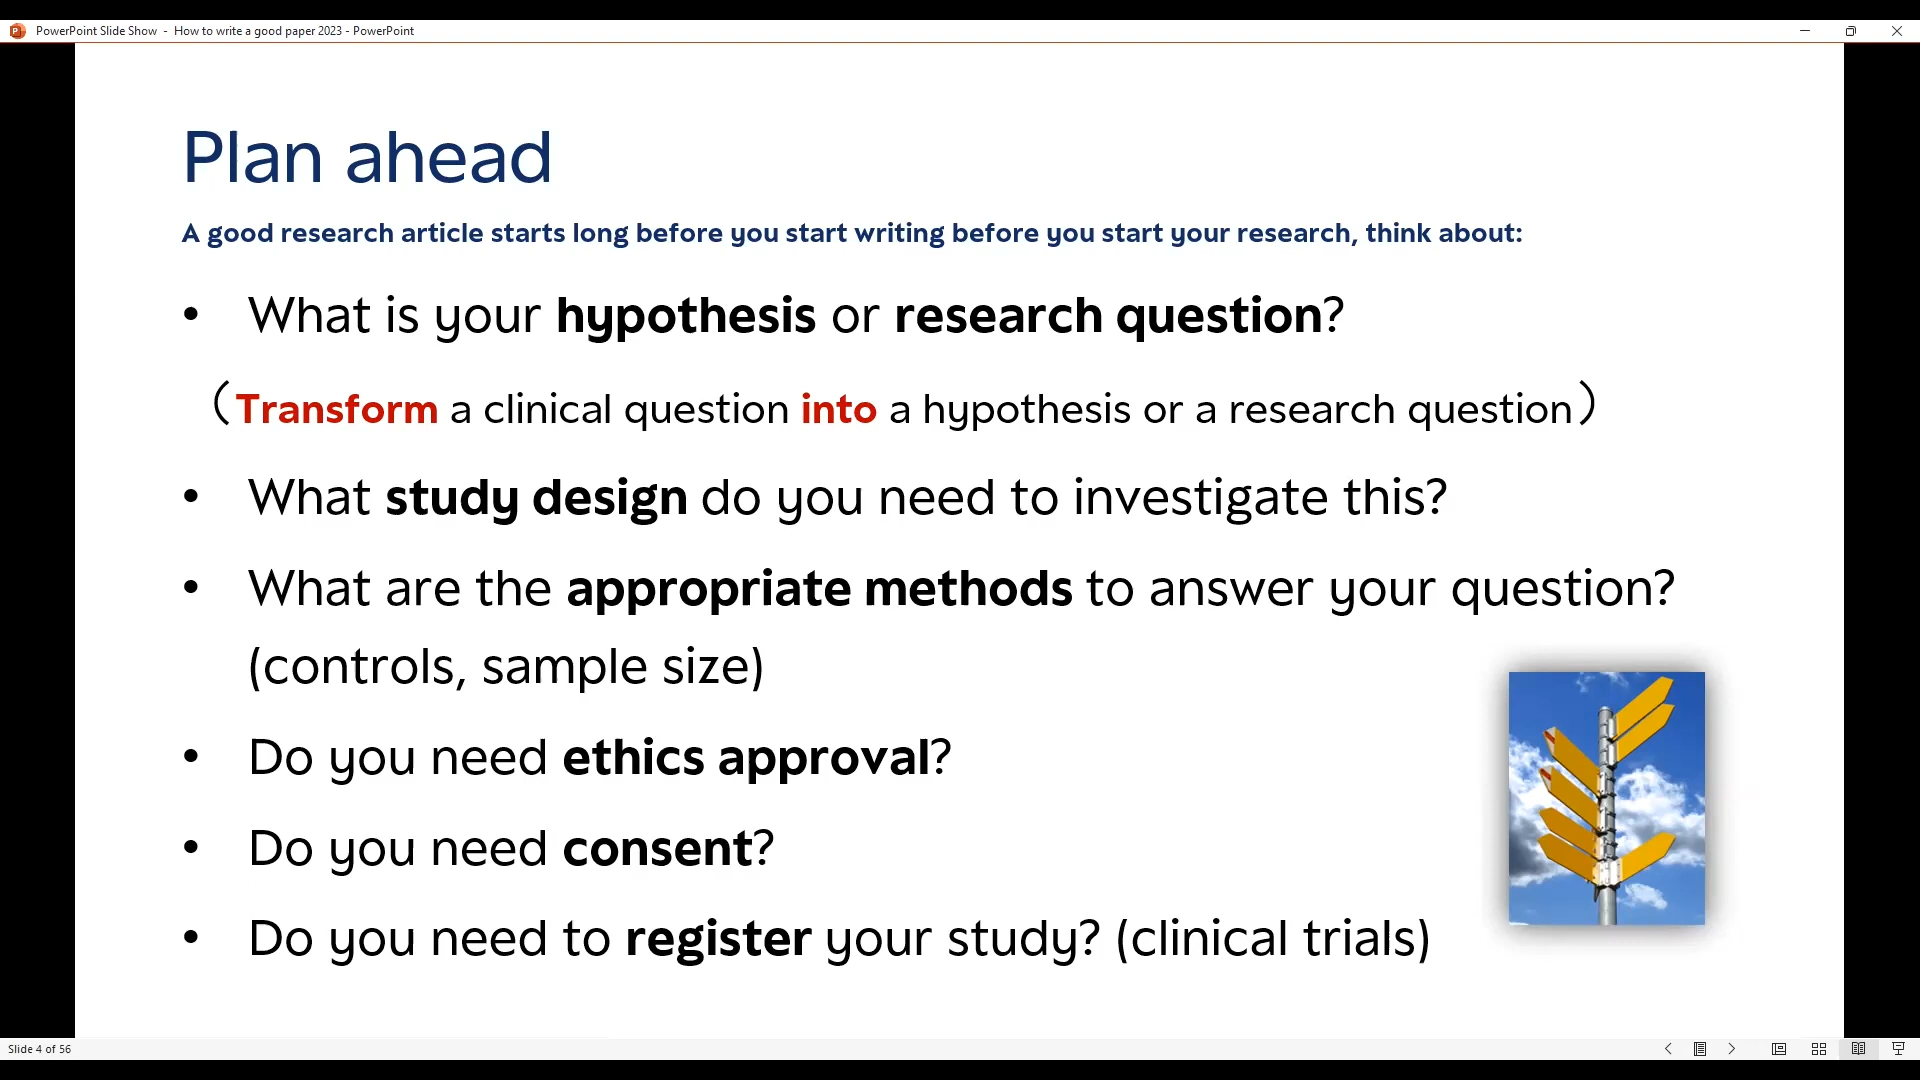 PowerPoint Slide Show - How to write a good paper 2023 - PowerPoint
Plan ahead
A good research article starts long before you start writing before you start your research, think about:
• What is your hypothesis or research question?
（Transform a clinical question into a hypothesis or a research question）
• What study design do you need to investigate this?
• What are the appropriate methods to answer your question?
(controls, sample size)
• Do you need ethics approval?
• Do you need consent?
• Do you need to register your study? (clinical trials)
Slide 4 of 56